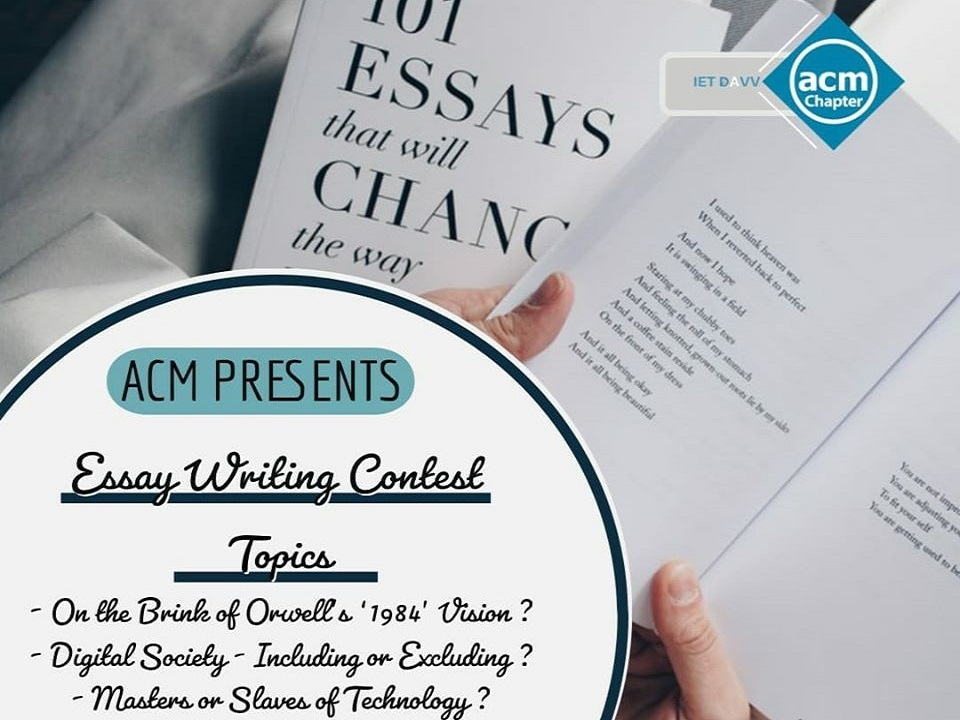 101
ESSAYS
that will
CHANG
the way
IET DAVV
acm
Chapter
I used to think heaven was
When I reverted back to perfect
And now I hope
It is swinging in a field
Staring at my chubby toes
And feeling the roll of my stomach
And letting knotted, grown-out roots lie by my sides
And a coffee stain reside
On the front of my dress
And it all being okay
And it all being beautiful
You are not
You are adjusting
To fit your self
You are getting used to
ACM PRESENTS
Essay Writing Contest
Topics
- On the Brink of Orwell's '1984' Vision ?
- Digital Society - Including or Excluding ?
- Masters or Slaves of Technology ?